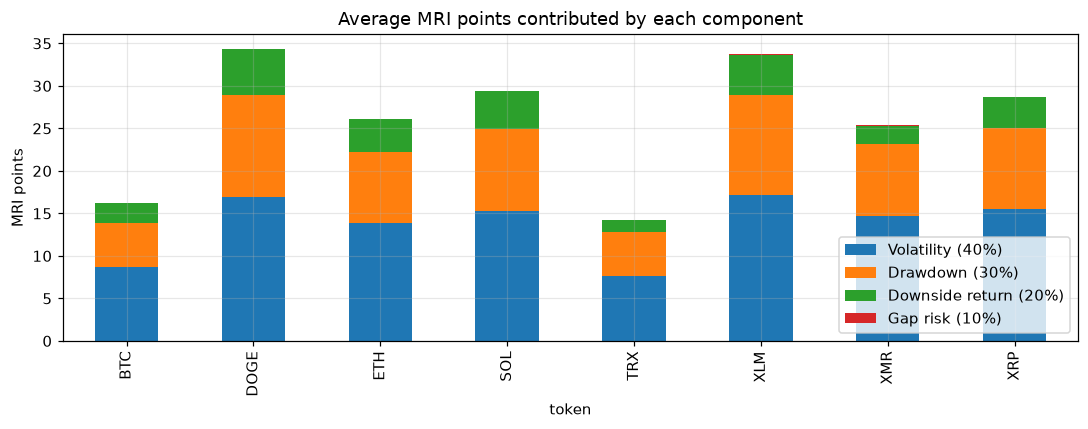 Average MRI points contributed by each component
MRI points
35
30
25
20
15
10
5
0
Volatility (40%)
Drawdown (30%)
Downside return (20%)
Gap risk (10%)
BTC
DOGE
ETH
SOL
TRX
XLM
XMR
XRP
token